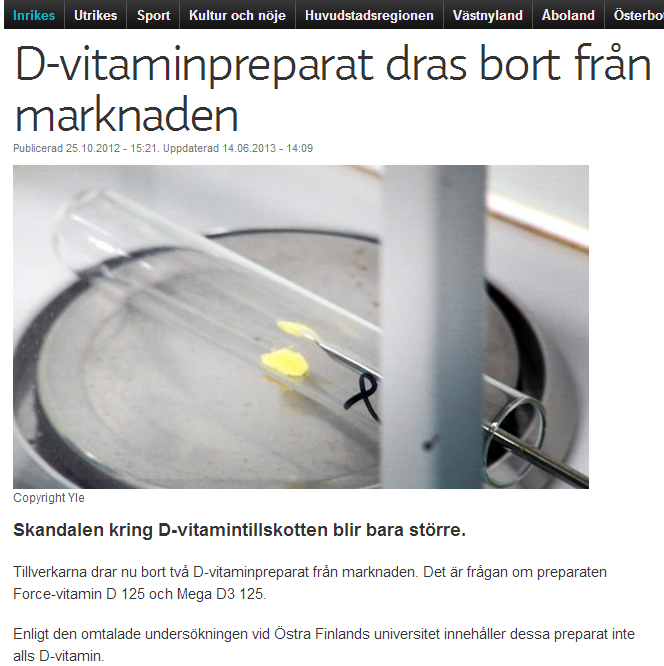 Inrikes Utrikes Sport Kultur och nöje Huvudstadsregionen Västnyland Åboland Österbot
D-vitaminpreparat dras bort från
marknaden
Publicerad 25.10.2012 - 15:21. Uppdaterad 14.06.2013 - 14:09
Copyright Yle
Skandalen kring D-vitamintillskotten blir bara större.
Tillverkarna drar nu bort två D-vitaminpreparat från marknaden. Det är frågan om preparaten
Force-vitamin D 125 och Mega D3 125.
Enligt den omtalade undersökningen vid Östra Finlands universitet innehåller dessa preparat inte
alls D-vitamin.